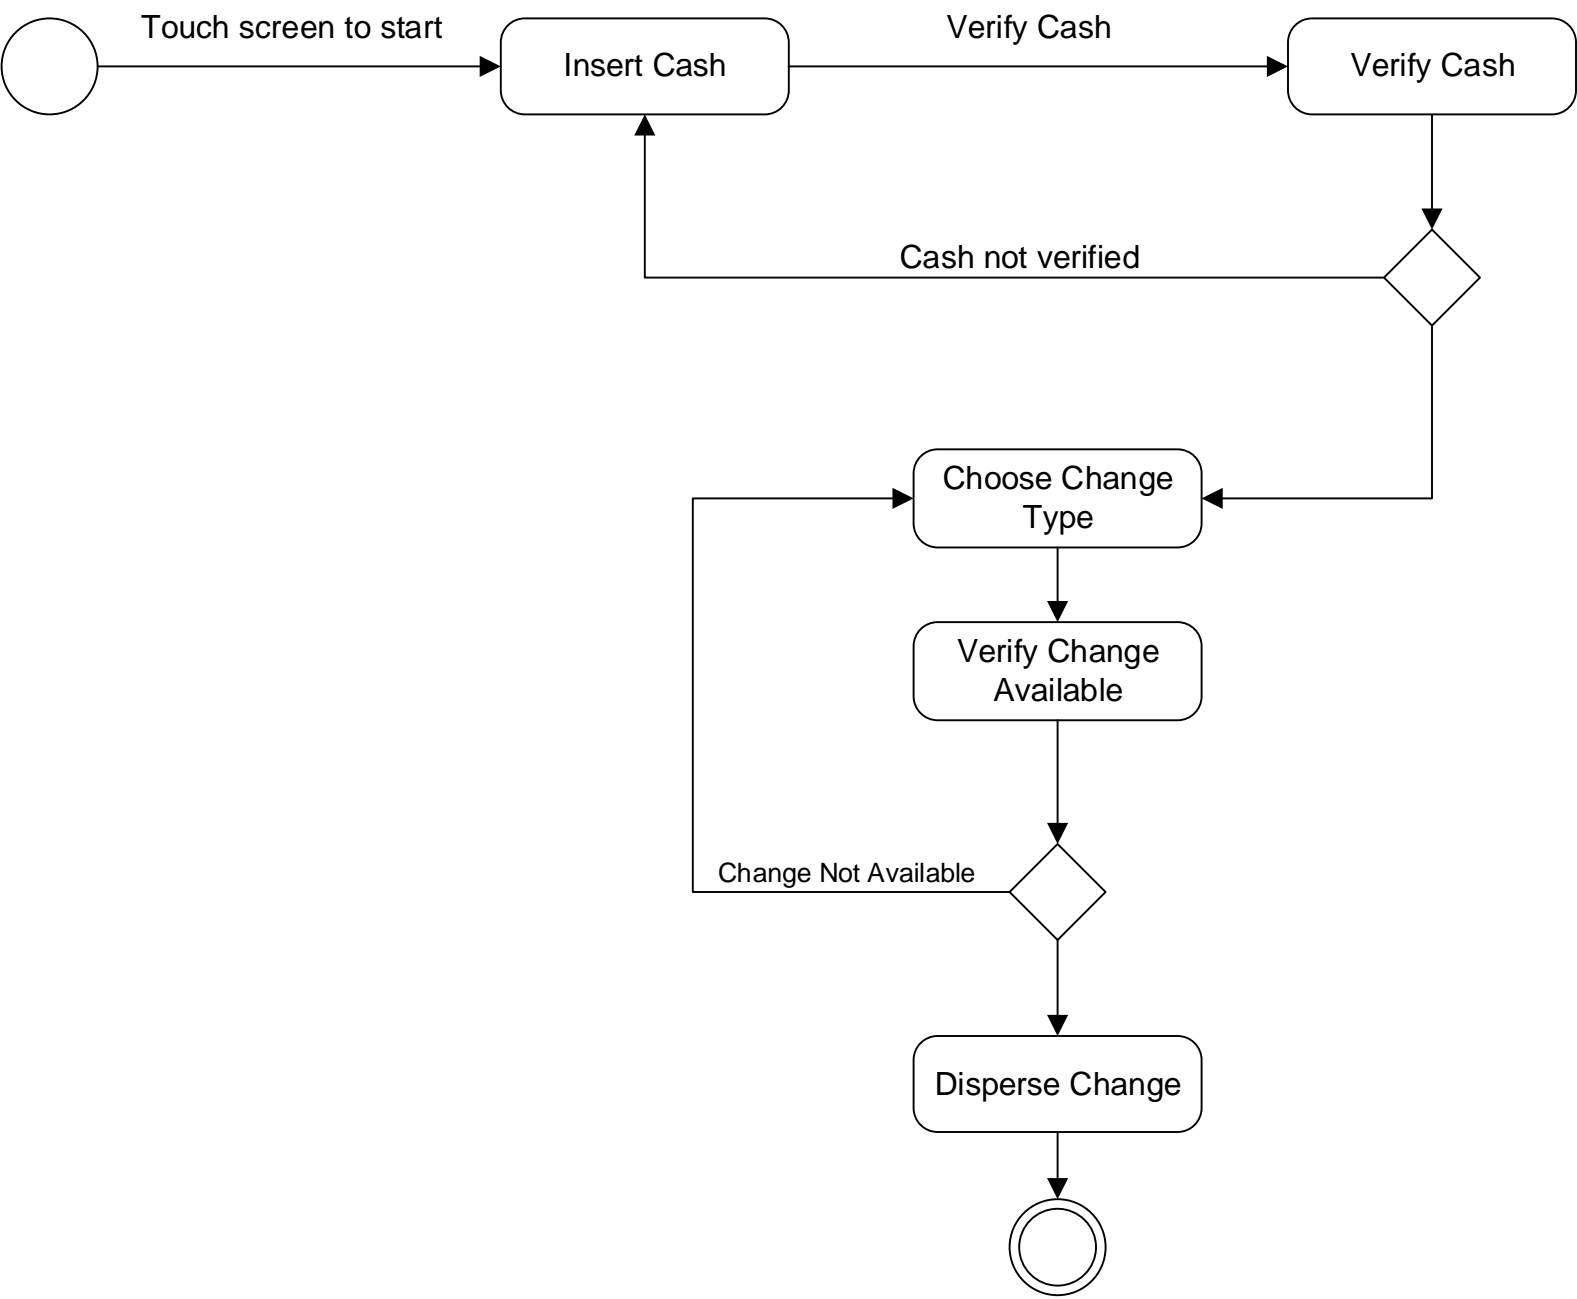 Touch screen to start
Insert Cash
Verify Cash
Verify Cash
Cash not verified
Choose Change
Type
Verify Change
Available
Change Not Available
Disperse Change